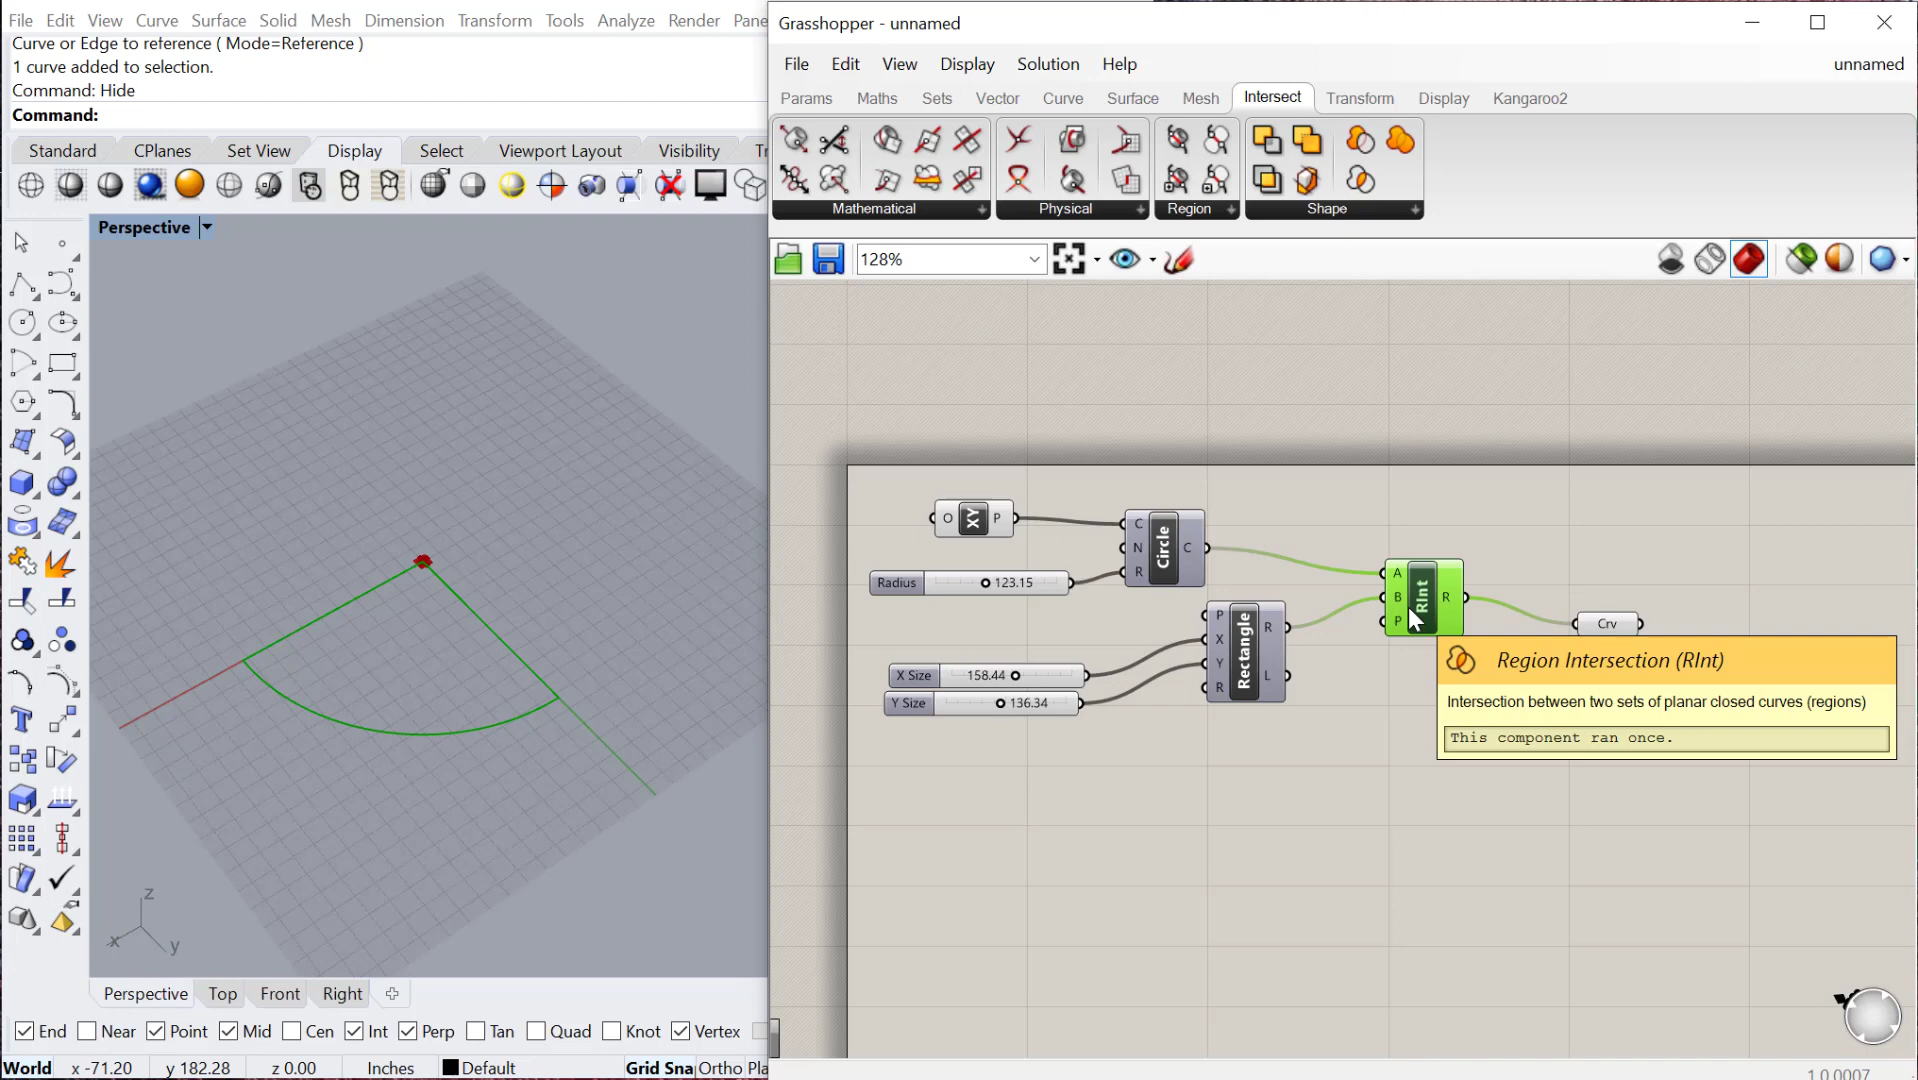 File Edit View Curve Surface Solid Mesh Dimension Transform Tools Analyze Render Pane
Curve or Edge to reference ( Mode=Reference )
1 curve added to selection.
Command: Hide
Command:
Standard CPlanes Set View Display Select Viewport Layout Visibility
Perspective
z
x
y
Perspective Top Front Right
End Near Point Mid Cen Int Perp Tan Quad Knot Vertex
World x -71.20 y 182.28 z 0.00 Inches Default Grid Sna Ortho Pla
Grasshopper - unnamed
File Edit View Display Solution Help unnamed
Params Maths Sets Vector Curve Surface Mesh Intersect Transform Display Kangaroo2
Mathematical Physical Region Shape
128%
O XY P
C N R Circle C
Radius 123.15
P X Y R Rectangle R L
X Size 158.44
Y Size 136.34
A B P RInt R
Crv
Region Intersection (RInt)
Intersection between two sets of planar closed curves (regions)
This component ran once.
1.0.0007